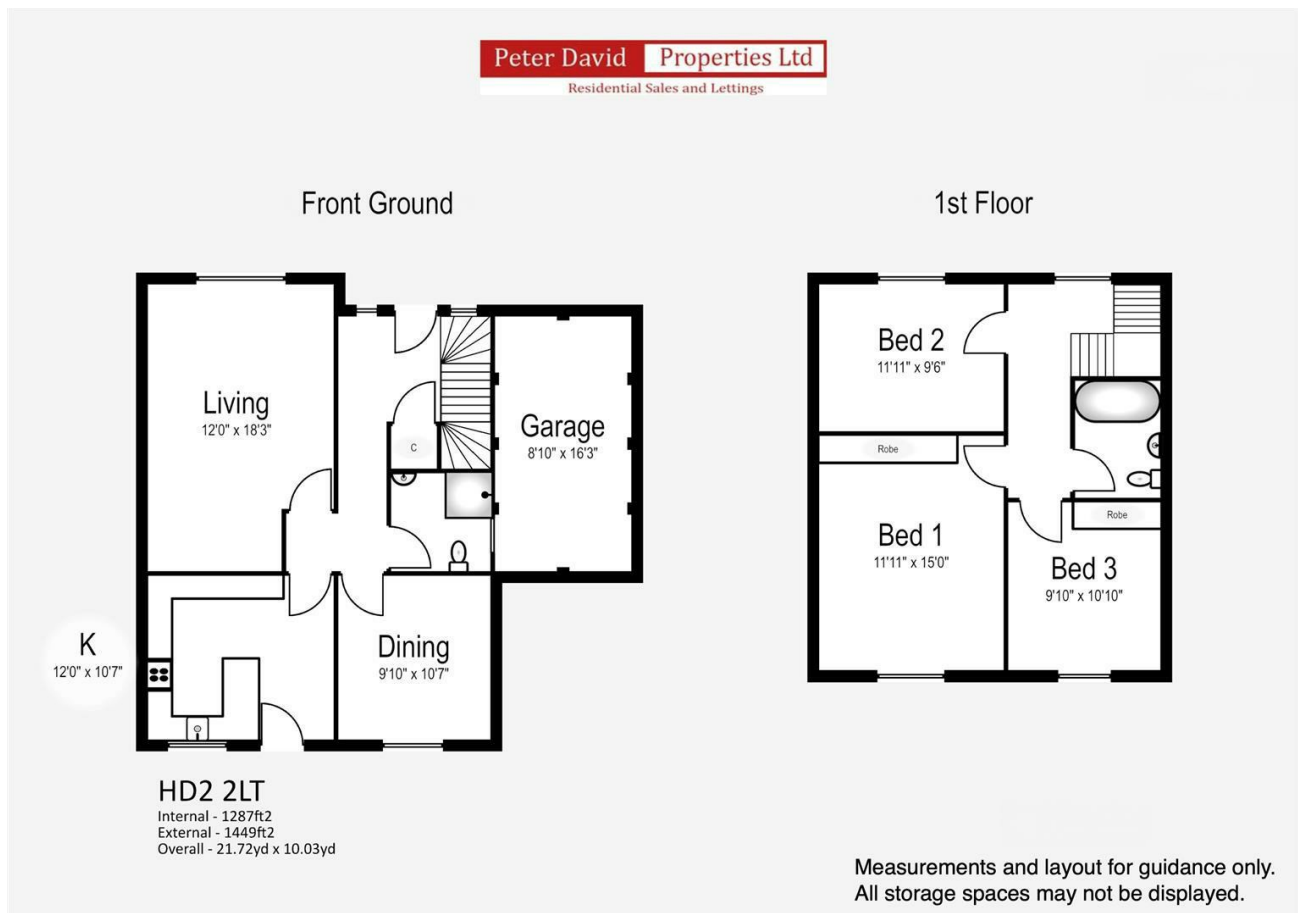 Peter David Properties Ltd
Residential Sales and Lettings
Front Ground
1st Floor
Living
12'0" x 18'3"
Garage
8'10" x 16'3"
C
K
12'0" x 10'7"
Dining
9'10" x 10'7"
Bed 2
11'11" x 9'6"
Robe
Bed 1
11'11" x 15'0"
Robe
Bed 3
9'10" x 10'10"
HD2 2LT
Internal - 1287ft2
External - 1449ft2
Overall - 21.72yd x 10.03yd
Measurements and layout for guidance only.
All storage spaces may not be displayed.